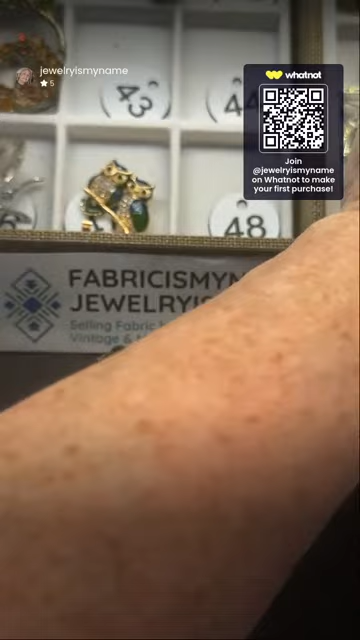 jewelryismyname
★5
whatnot
Join
@jewelryismyname
on Whatnot to make
your first purchase!
43
48
FABRICISMYN
JEWELRYIS
Selling Fabric
Vintage &